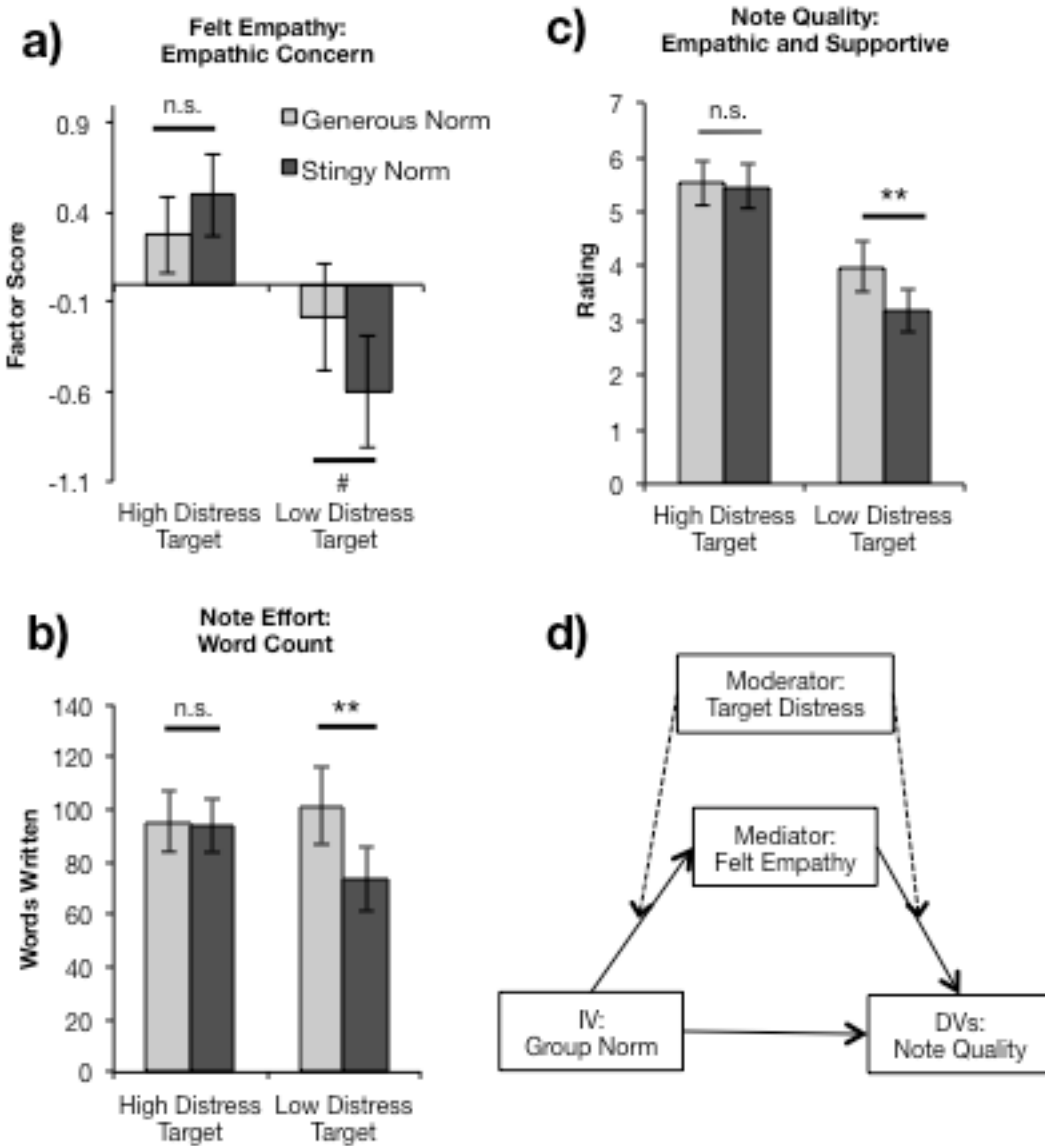 a)
Felt Empathy:
Empathic Concern
Factor Score
0.9
0.4
-0.1
-0.6
-1.1
n.s.
Generous Norm
Stingy Norm
#
High Distress
Target
Low Distress
Target
c)
Note Quality:
Empathic and Supportive
Rating
7
6
5
4
3
2
1
0
n.s.
**
High Distress
Target
Low Distress
Target
b)
Note Effort:
Word Count
Words Written
140
120
100
80
60
40
20
0
n.s.
**
High Distress
Target
Low Distress
Target
d)
Moderator:
Target Distress
Mediator:
Felt Empathy
IV:
Group Norm
DVs:
Note Quality